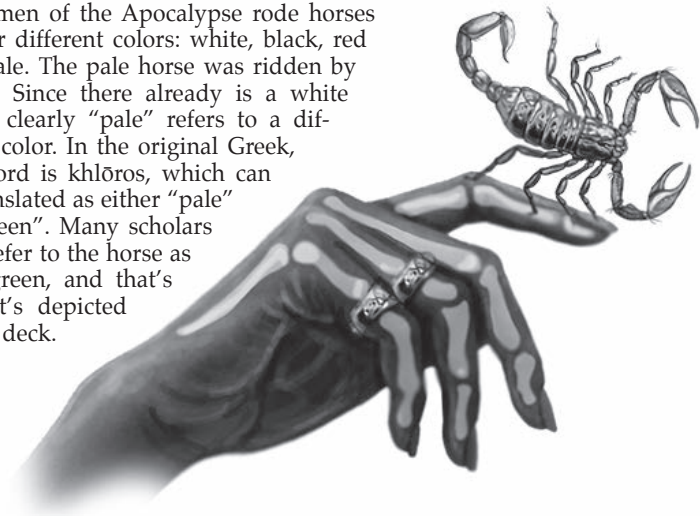 men of the Apocalypse rode horses
different colors: white, black, red
ale. The pale horse was ridden by
Since there already is a white
clearly “pale” refers to a dif-
color. In the original Greek,
ord is khlōros, which can
nslated as either “pale”
een”. Many scholars
efer to the horse as
green, and that’s
t’s depicted
deck.